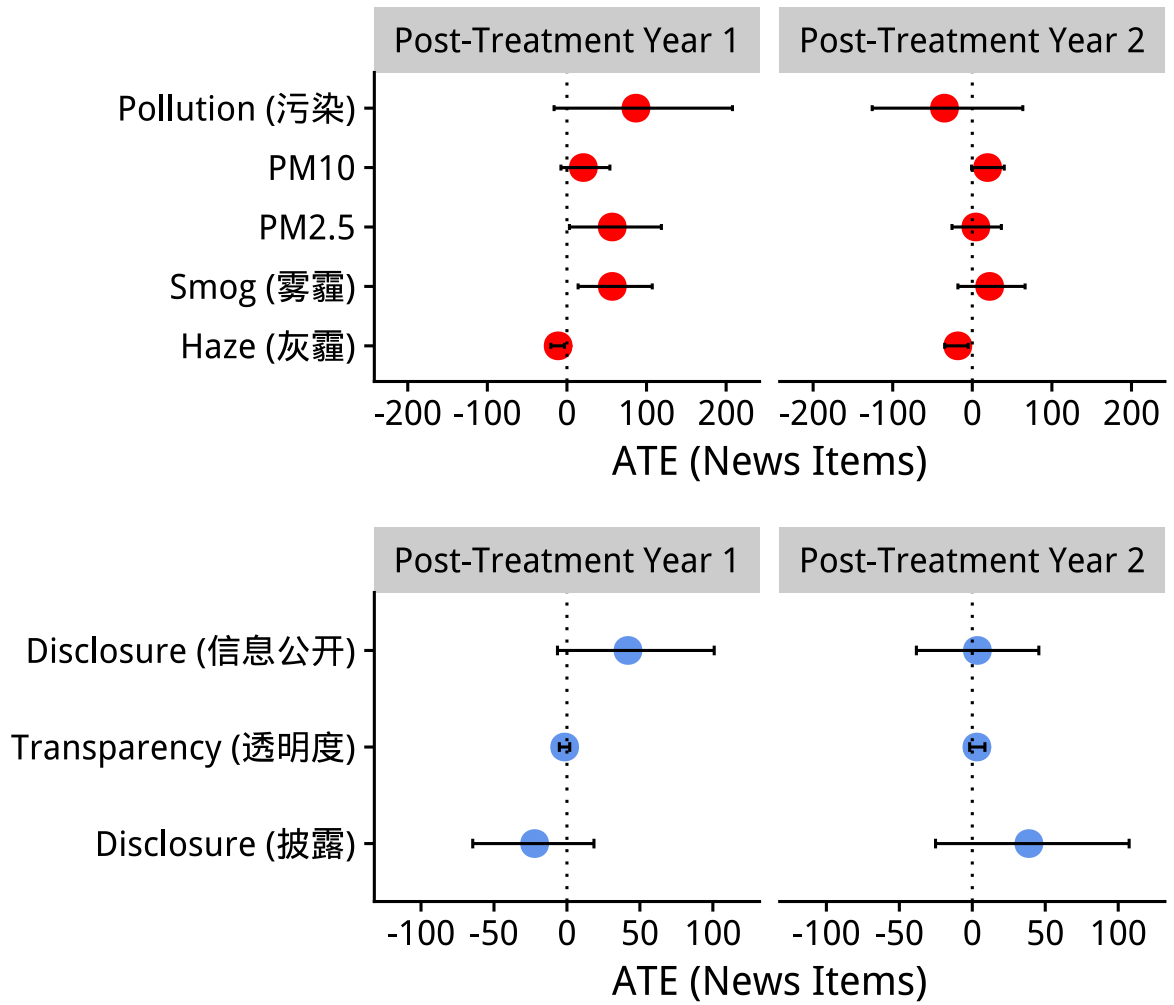 Post-Treatment Year 1 Post-Treatment Year 2
Pollution (污染)
PM10
PM2.5
Smog (雾霾)
Haze (灰霾)
-200 -100 0 100 200 -200 -100 0 100 200
ATE (News Items)
Post-Treatment Year 1 Post-Treatment Year 2
Disclosure (信息公开)
Transparency (透明度)
Disclosure (披露)
-100 -50 0 50 100 -100 -50 0 50 100
ATE (News Items)